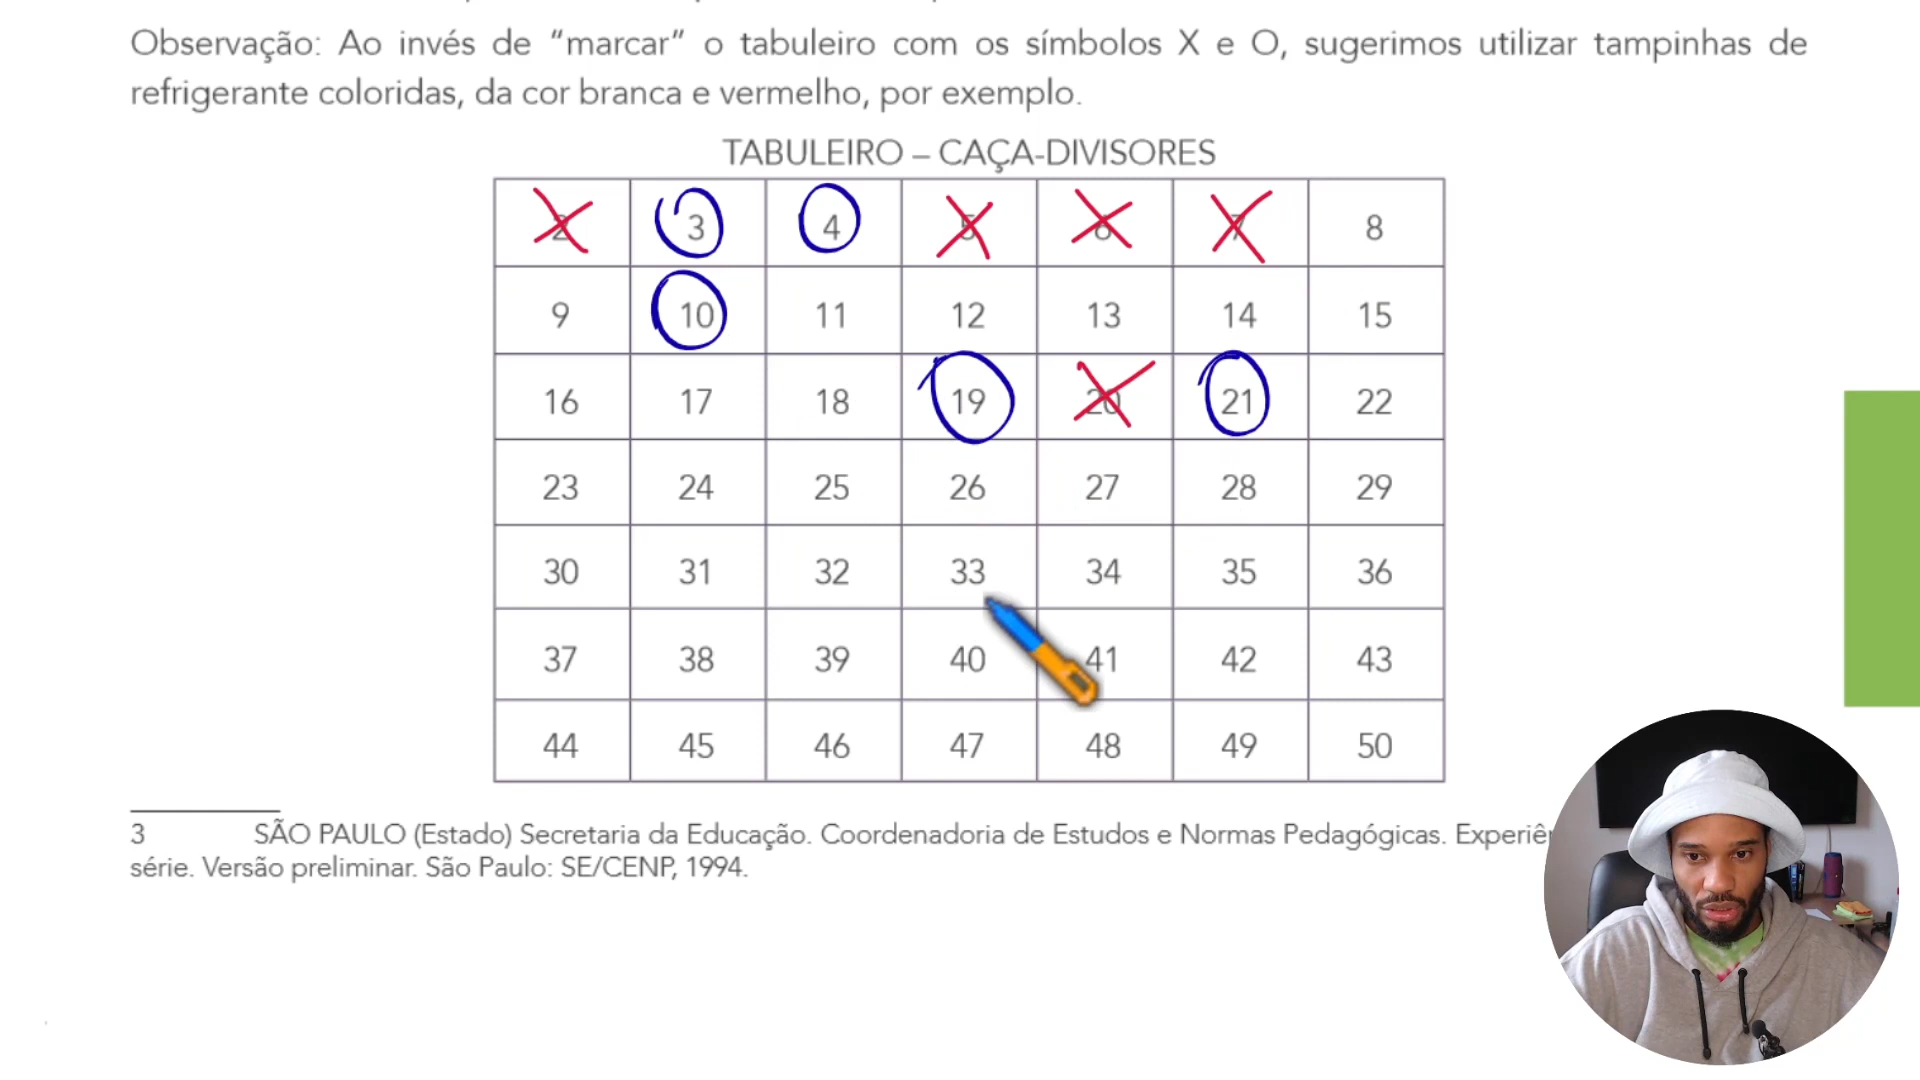 Observação: Ao invés de “marcar” o tabuleiro com os símbolos X e O, sugerimos utilizar tampinhas de
refrigerante coloridas, da cor branca e vermelho, por exemplo.
TABULEIRO – CAÇA-DIVISORES
2 3 4 5 6 7 8
9 10 11 12 13 14 15
16 17 18 19 20 21 22
23 24 25 26 27 28 29
30 31 32 33 34 35 36
37 38 39 40 41 42 43
44 45 46 47 48 49 50
3 SÃO PAULO (Estado) Secretaria da Educação. Coordenadoria de Estudos e Normas Pedagógicas.
série. Versão preliminar. São Paulo: SE/CENP, 1994.